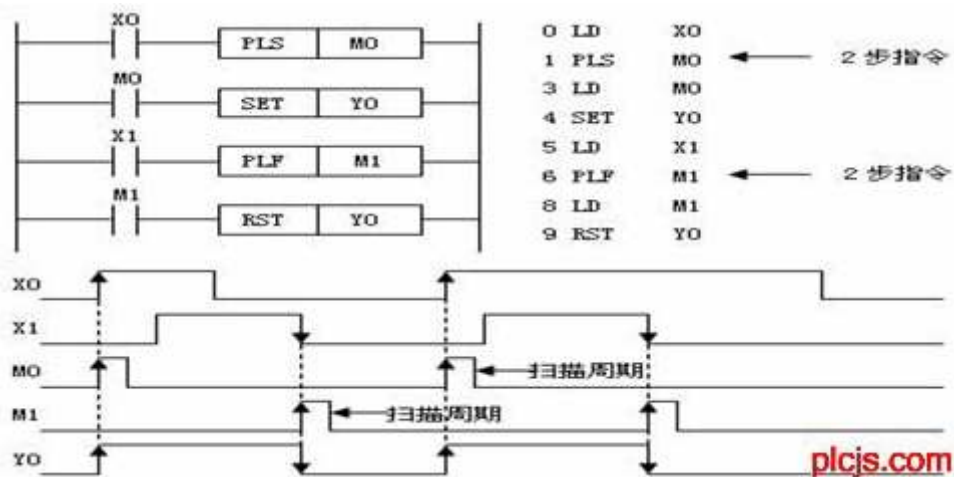 X0
PLS M0
M0
SET Y0
X1
PLF M1
M1
RST Y0
0 LD X0
1 PLS M0 2步指令
3 LD M0
4 SET Y0
5 LD X1
6 PLF M1 2步指令
8 LD M1
9 RST Y0
X0
X1
M0 扫描周期
M1 扫描周期
Y0
plcjs.com